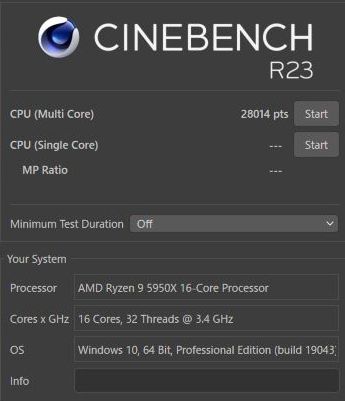 CINEBENCH
R23
CPU (Multi Core) 28014 pts Start
CPU (Single Core) --- Start
MP Ratio ---
Minimum Test Duration Off
Your System
Processor AMD Ryzen 9 5950X 16-Core Processor
Cores x GHz 16 Cores, 32 Threads @ 3.4 GHz
OS Windows 10, 64 Bit, Professional Edition (build 19043)
Info